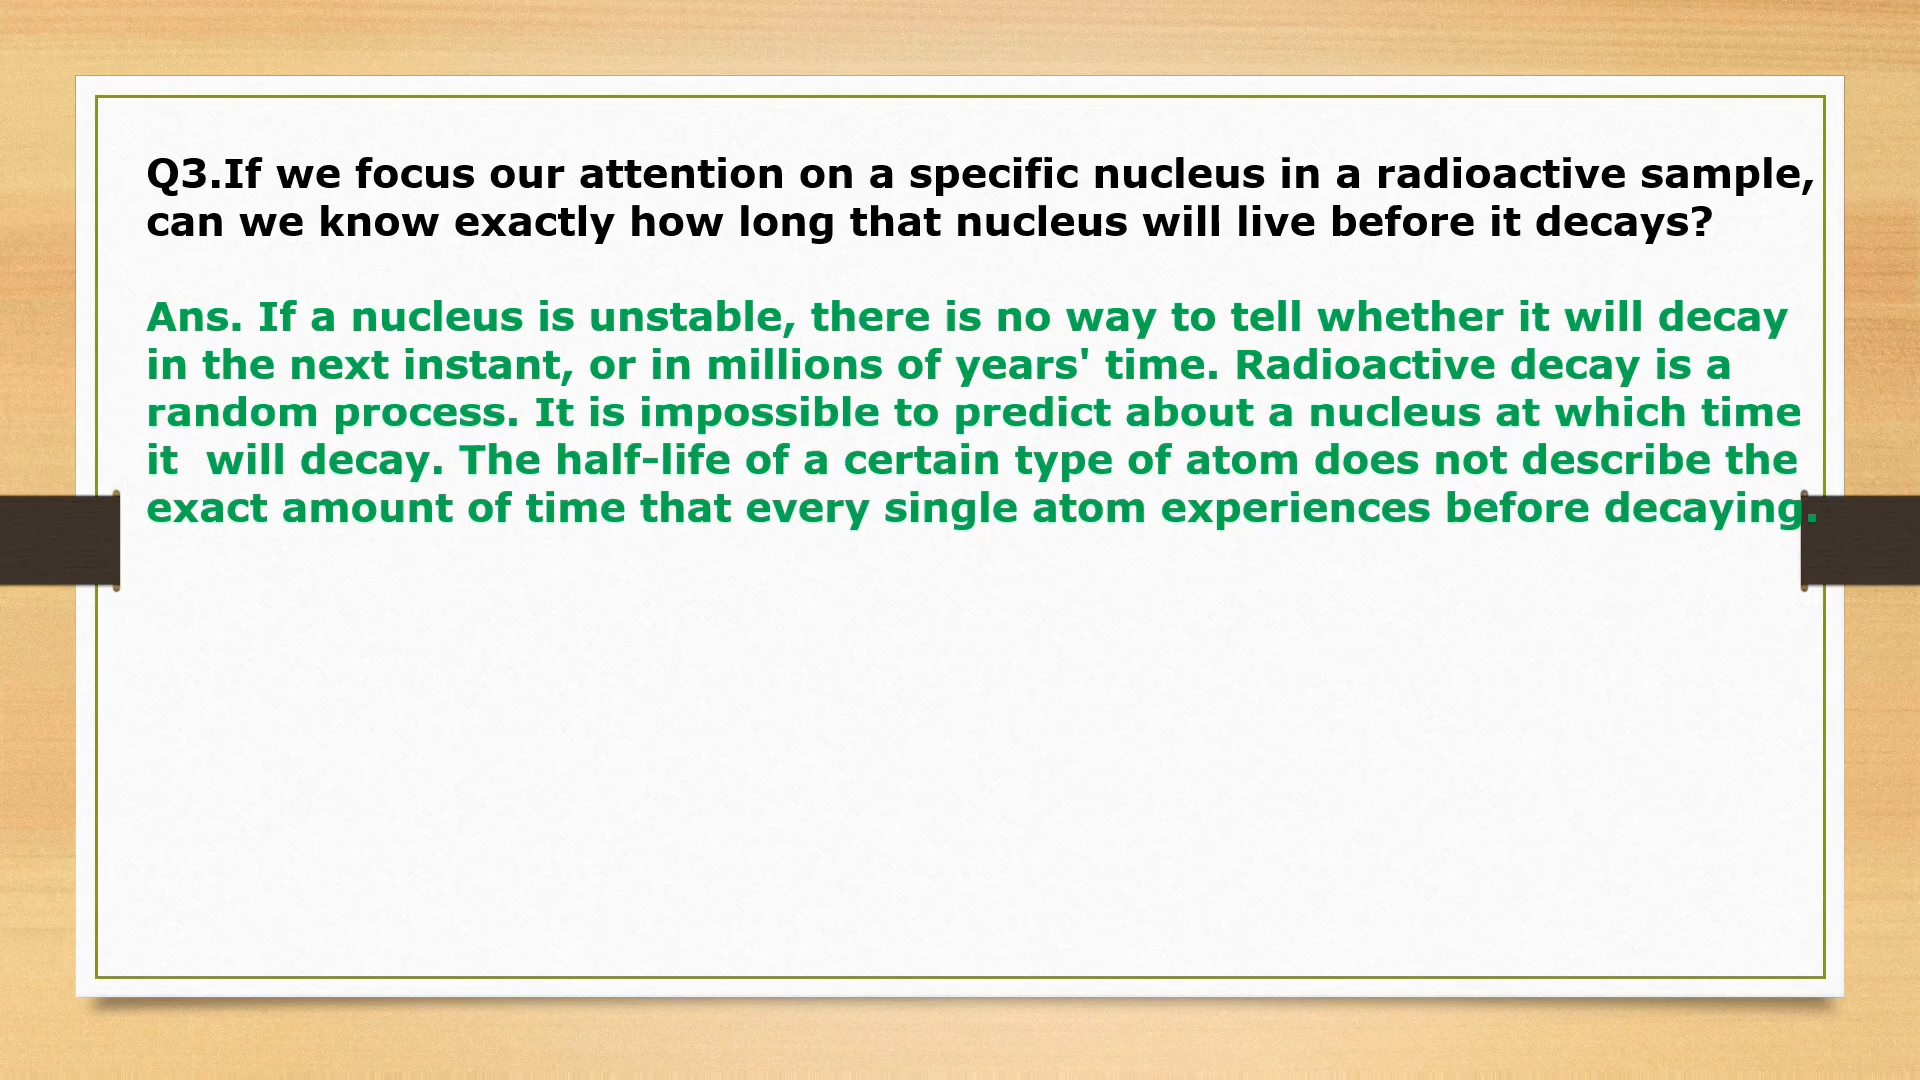 Q3.If we focus our attention on a specific nucleus in a radioactive sample,
can we know exactly how long that nucleus will live before it decays?
Ans. If a nucleus is unstable, there is no way to tell whether it will decay
in the next instant, or in millions of years' time. Radioactive decay is a
random process. It is impossible to predict about a nucleus at which time
it  will decay. The half-life of a certain type of atom does not describe the
exact amount of time that every single atom experiences before decaying.